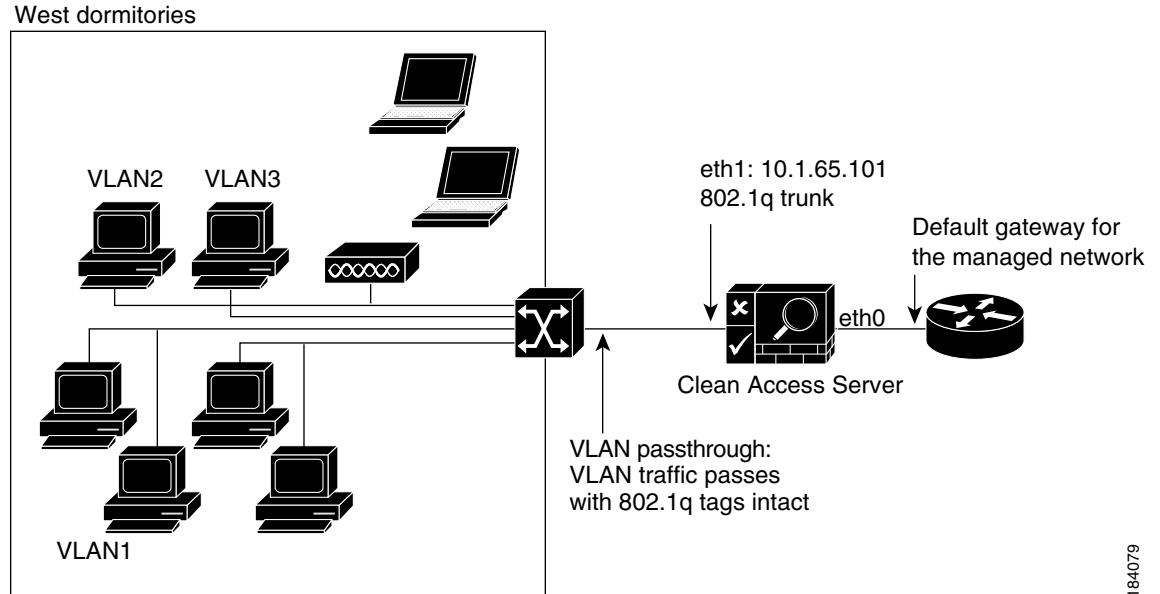 West dormitories
VLAN2
VLAN3
eth1: 10.1.65.101
802.1q trunk
Default gateway for
the managed network
eth0
Clean Access Server
VLAN passthrough:
VLAN traffic passes
with 802.1q tags intact
VLAN1
184079